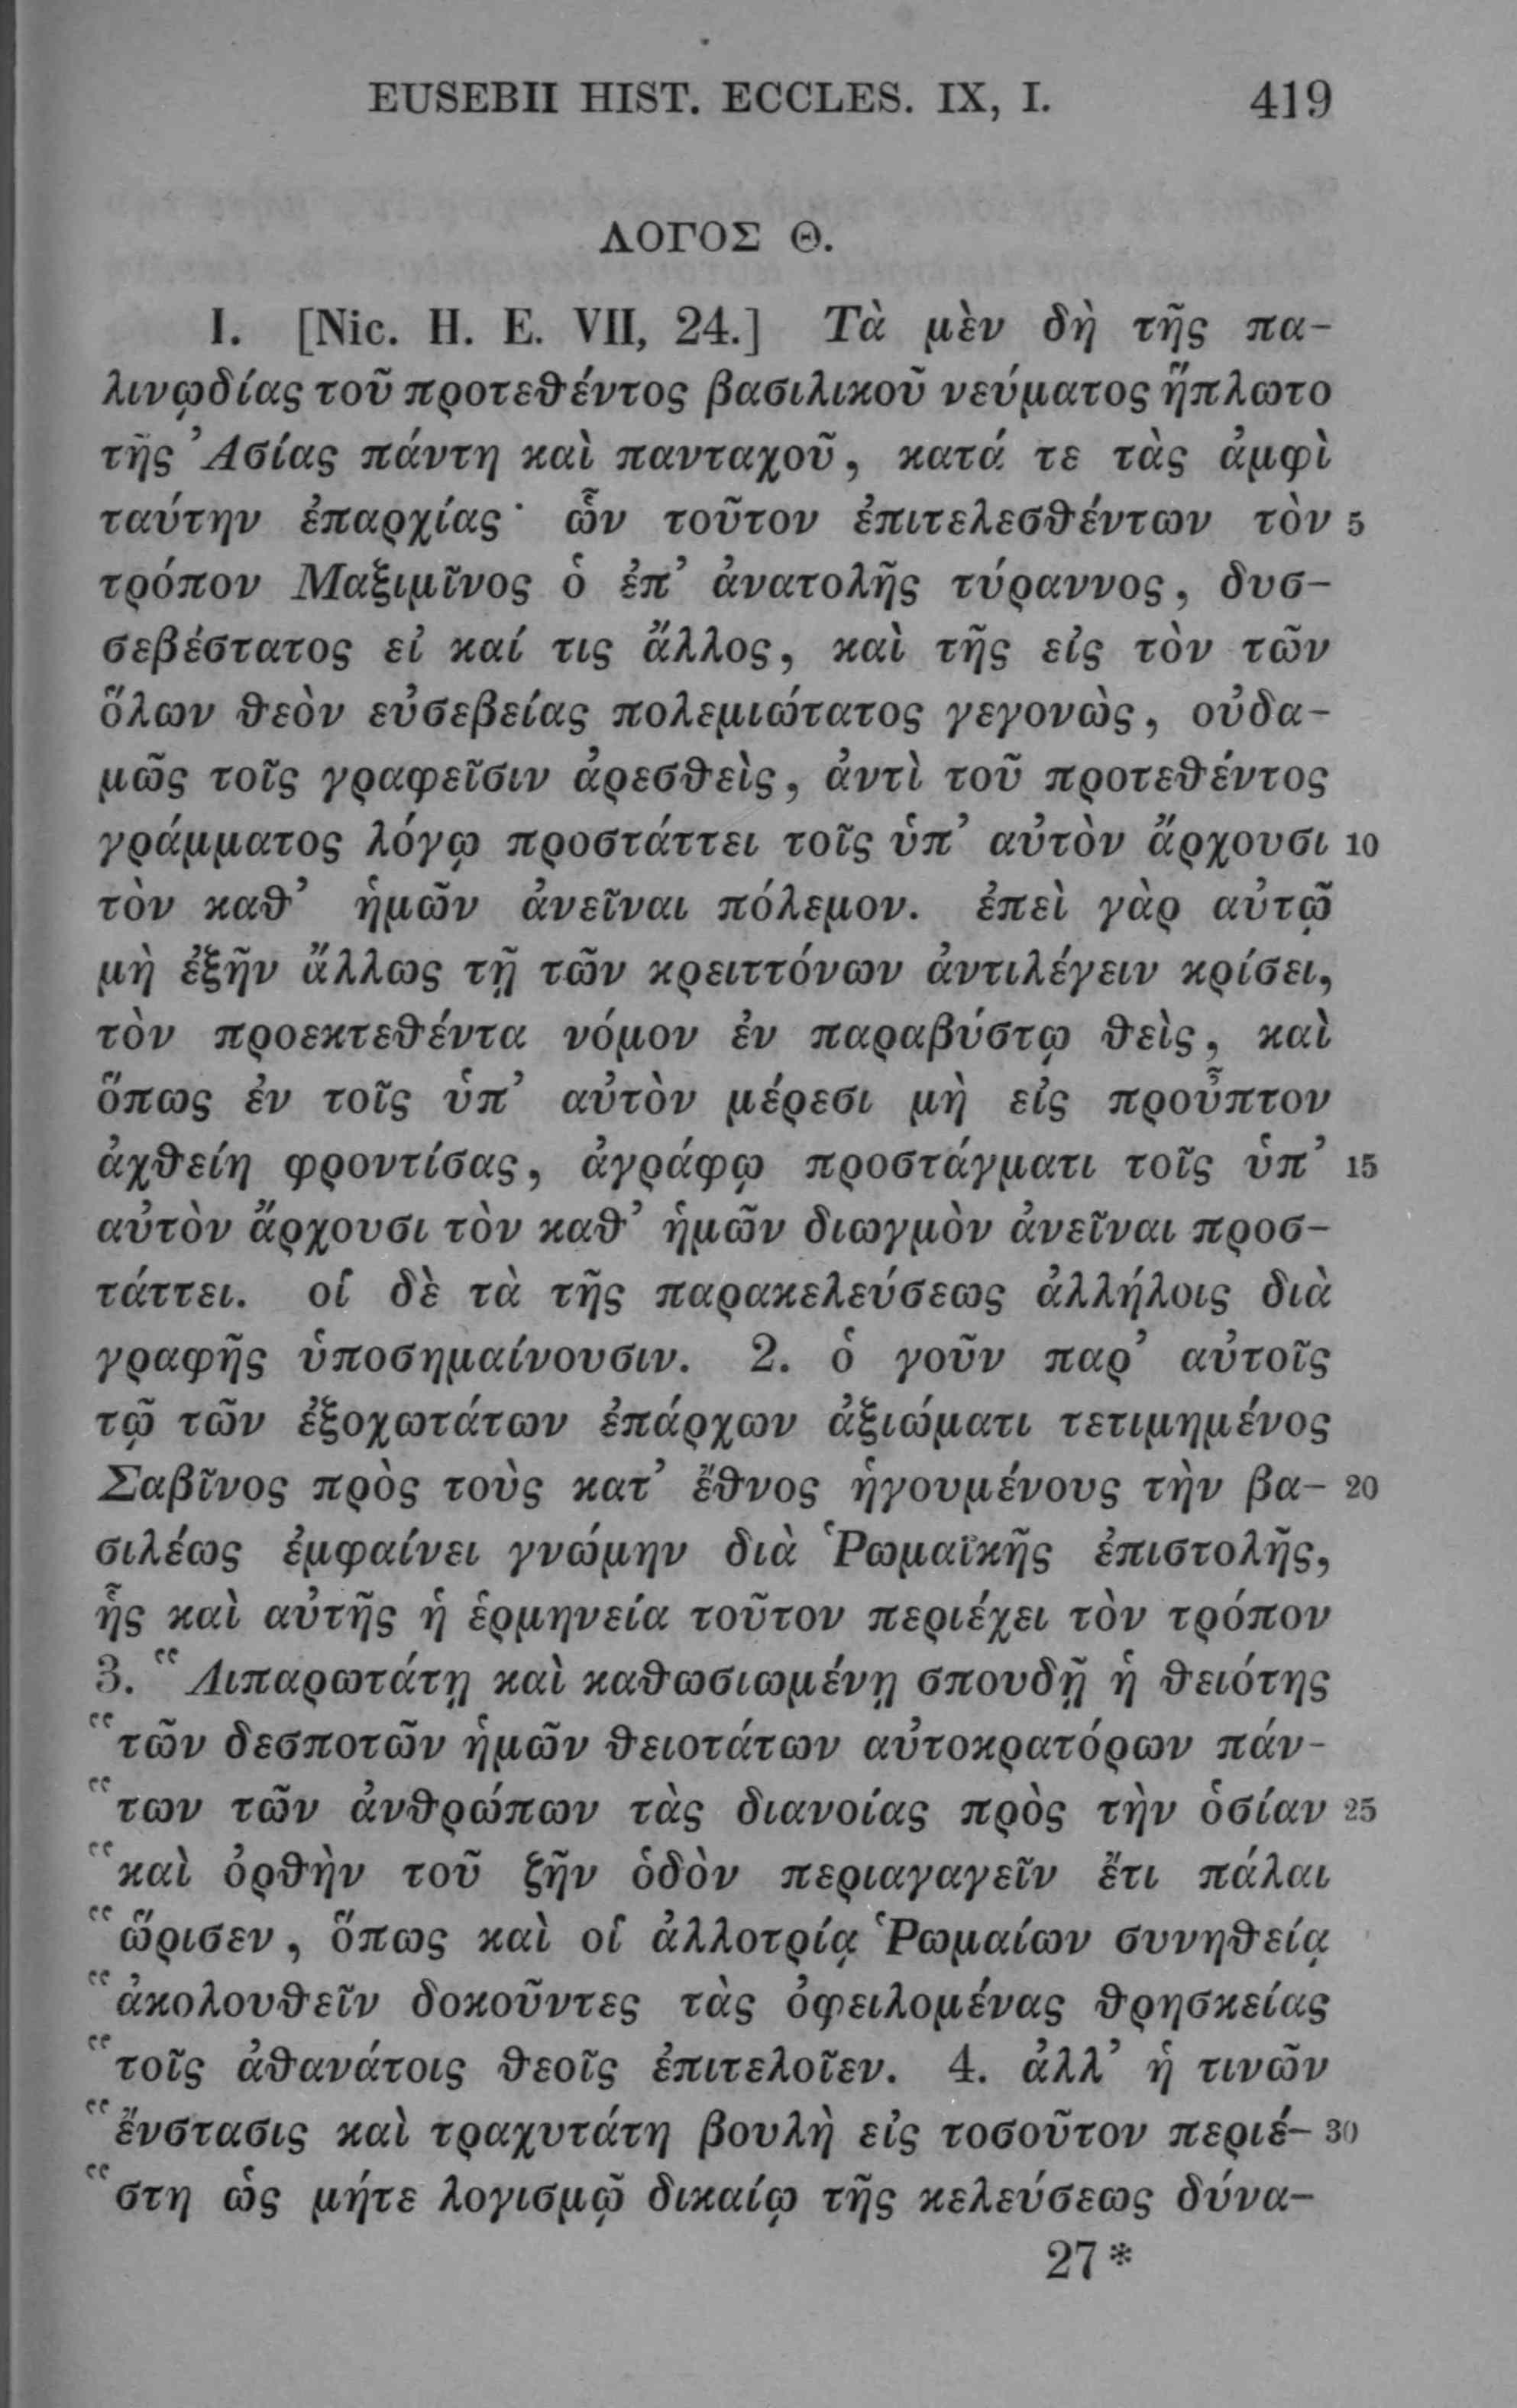 EUSEBII HIST. ECCLES. IX, I. 419
ΛΟΓΟΣ Θ.
I. [Nic. H. E. VII, 24.] Τὰ μὲν δὴ τῆς πα-
λινῳδίας τοῦ προτεθέντος βασιλικοῦ νεύματος ἥπλωτο
τῆς Ἀσίας πάντη καὶ πανταχοῦ, κατά τε τὰς ἀμφὶ
ταύτην ἐπαρχίας· ὧν τοῦτον ἐπιτελεσθέντων τὸν 5
τρόπον Μαξιμῖνος ὁ ἐπ’ ἀνατολῆς τύραννος, δυσ-
σεβέστατος εἰ καί τις ἄλλος, καὶ τῆς εἰς τὸν τῶν
ὅλων θεὸν εὐσεβείας πολεμιώτατος γεγονὼς, οὐδα-
μῶς τοῖς γραφεῖσιν ἀρεσθεὶς, ἀντὶ τοῦ προτεθέντος
γράμματος λόγῳ προστάττει τοῖς ὑπ’ αὐτὸν ἄρχουσι 10
τὸν καθ’ ἡμῶν ἀνεῖναι πόλεμον. ἐπεὶ γὰρ αὐτῷ
μὴ ἐξῆν ἄλλως τῇ τῶν κρειττόνων ἀντιλέγειν κρίσει,
τὸν προεκτεθέντα νόμον ἐν παραβύστῳ θεὶς, καὶ
ὅπως ἐν τοῖς ὑπ’ αὐτὸν μέρεσι μὴ εἰς προὖπτον
ἀχθείη φροντίσας, ἀγράφῳ προστάγματι τοῖς ὑπ’ 15
αὐτὸν ἄρχουσι τὸν καθ’ ἡμῶν διωγμὸν ἀνεῖναι προσ-
τάττει. οἱ δὲ τὰ τῆς παρακελεύσεως ἀλλήλοις διὰ
γραφῆς ὑποσημαίνουσιν. 2. ὁ γοῦν παρ’ αὐτοῖς
τῷ τῶν ἐξοχωτάτων ἐπάρχων ἀξιώματι τετιμημένος
Σαβῖνος πρὸς τοὺς κατ’ ἔθνος ἡγουμένους τὴν βα- 20
σιλέως ἐμφαίνει γνώμην διὰ Ῥωμαϊκῆς ἐπιστολῆς,
ἧς καὶ αὐτῆς ἡ ἑρμηνεία τοῦτον περιέχει τὸν τρόπον
3. “Λιπαρωτάτῃ καὶ καθωσιωμένῃ σπουδῇ ἡ θειότης
“τῶν δεσποτῶν ἡμῶν θειοτάτων αὐτοκρατόρων πάν-
“των τῶν ἀνθρώπων τὰς διανοίας πρὸς τὴν ὁσίαν 25
“καὶ ὀρθὴν τοῦ ζῆν ὁδὸν περιαγαγεῖν ἔτι πάλαι
“ὥρισεν, ὅπως καὶ οἱ ἀλλοτρίᾳ Ῥωμαίων συνηθείᾳ
“ἀκολουθεῖν δοκοῦντες τὰς ὀφειλομένας θρησκείας
“τοῖς ἀθανάτοις θεοῖς ἐπιτελοῖεν. 4. ἀλλ’ ἡ τινῶν
“ἔνστασις καὶ τραχυτάτη βουλὴ εἰς τοσοῦτον περιέ- 30
“στη ὡς μήτε λογισμῷ δικαίῳ τῆς κελεύσεως δύνα-
27*